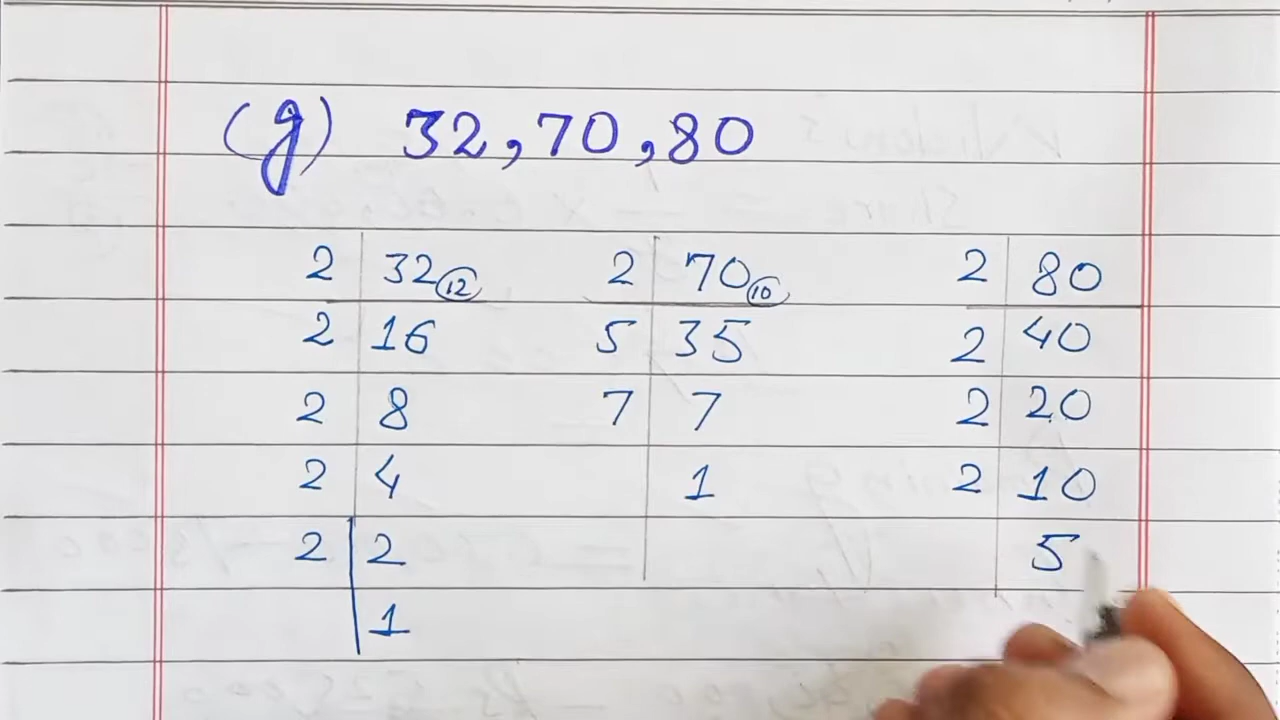 (g) 32, 70, 80
2 32 12 2 70 10 2 80
2 16 5 35 2 40
2 8 7 7 2 20
2 4 1 2 10
2 2 5
1